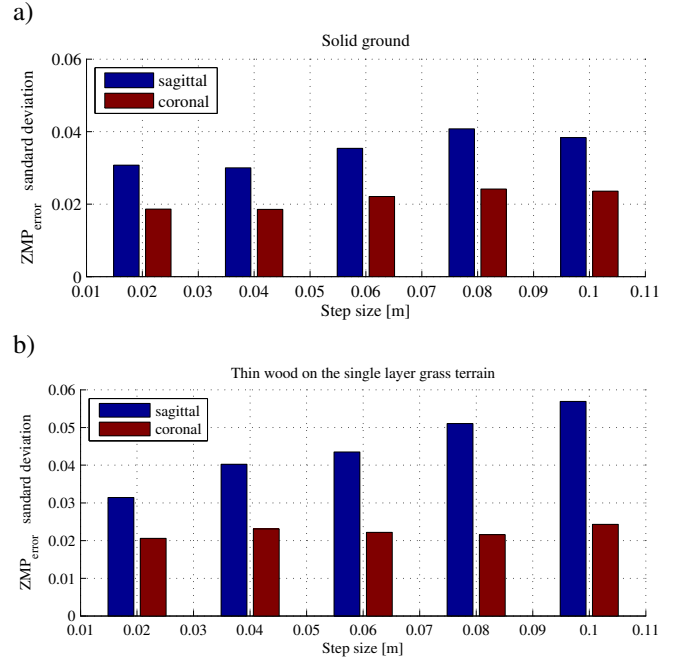 a)
Solid ground
0.06
0.04
0.02
0
ZMP_error sandard deviation
sagittal
coronal
0.01 0.02 0.03 0.04 0.05 0.06 0.07 0.08 0.09 0.1 0.11
Step size [m]
b)
Thin wood on the single layer grass terrain
0.06
0.05
0.04
0.03
0.02
0.01
0
ZMP_error sandard deviation
sagittal
coronal
0.01 0.02 0.03 0.04 0.05 0.06 0.07 0.08 0.09 0.1 0.11
Step size [m]